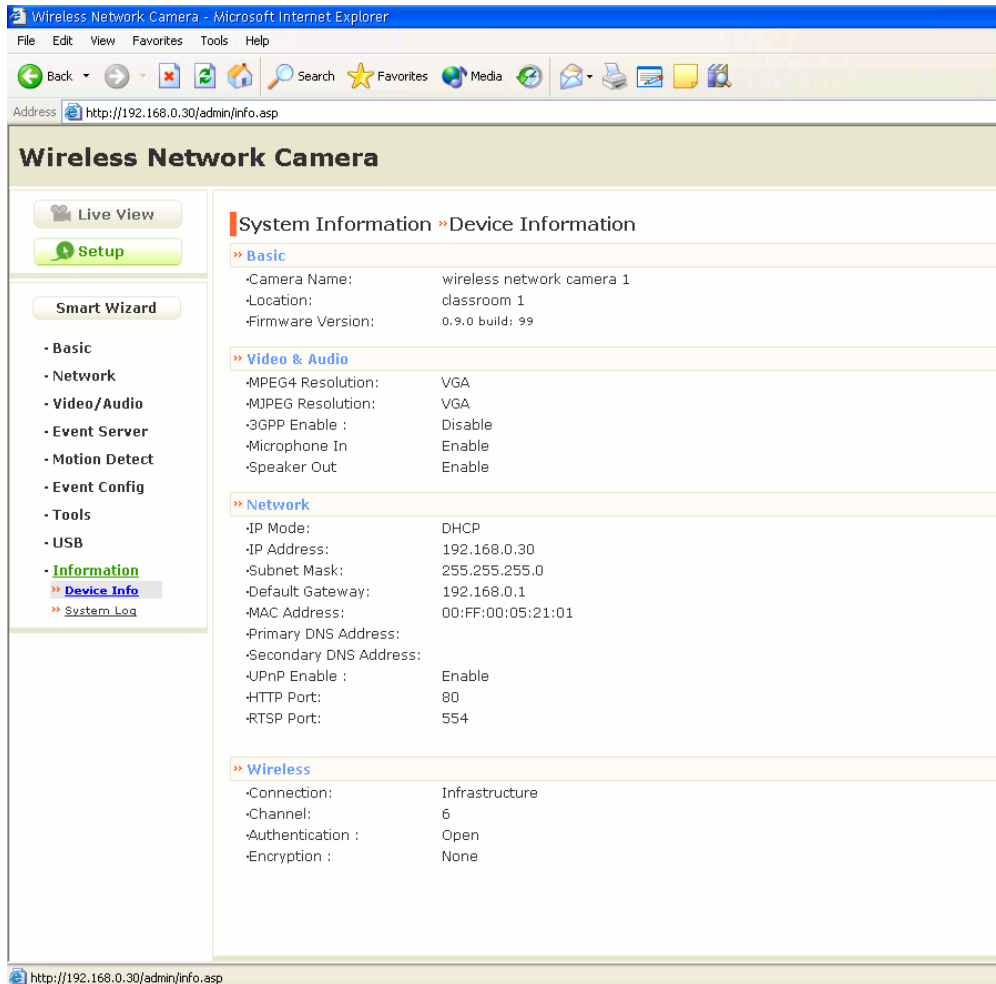 Wireless Network Camera - Microsoft Internet Explorer
File Edit View Favorites Tools Help
Back Search Favorites Media
Address http://192.168.0.30/admin/info.asp
Wireless Network Camera
Live View
Setup
Smart Wizard
- Basic
- Network
- Video/Audio
- Event Server
- Motion Detect
- Event Config
- Tools
- USB
- Information
» Device Info
» System Log
System Information »Device Information
» Basic
·Camera Name: wireless network camera 1
·Location: classroom 1
·Firmware Version: 0.9.0 build: 99
» Video & Audio
·MPEG4 Resolution: VGA
·MJPEG Resolution: VGA
·3GPP Enable : Disable
·Microphone In Enable
·Speaker Out Enable
» Network
·IP Mode: DHCP
·IP Address: 192.168.0.30
·Subnet Mask: 255.255.255.0
·Default Gateway: 192.168.0.1
·MAC Address: 00:FF:00:05:21:01
·Primary DNS Address:
·Secondary DNS Address:
·UPnP Enable : Enable
·HTTP Port: 80
·RTSP Port: 554
» Wireless
·Connection: Infrastructure
·Channel: 6
·Authentication : Open
·Encryption : None
http://192.168.0.30/admin/info.asp